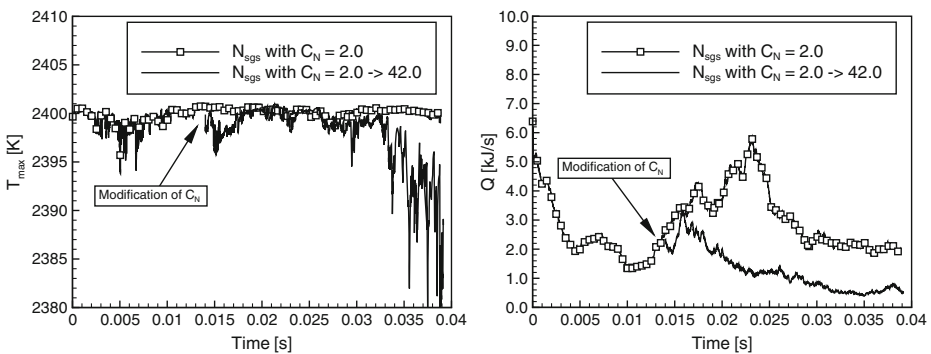 2410
2405
2400
2395
2390
2385
2380
T_max [K]
N_sgs with C_N = 2.0
N_sgs with C_N = 2.0 -> 42.0
Modification of C_N
0 0.005 0.01 0.015 0.02 0.025 0.03 0.035 0.04
Time [s]
10.0
9.0
8.0
7.0
6.0
5.0
4.0
3.0
2.0
1.0
0.0
Q [kJ/s]
N_sgs with C_N = 2.0
N_sgs with C_N = 2.0 -> 42.0
Modification of C_N
0 0.005 0.01 0.015 0.02 0.025 0.03 0.035 0.04
Time [s]